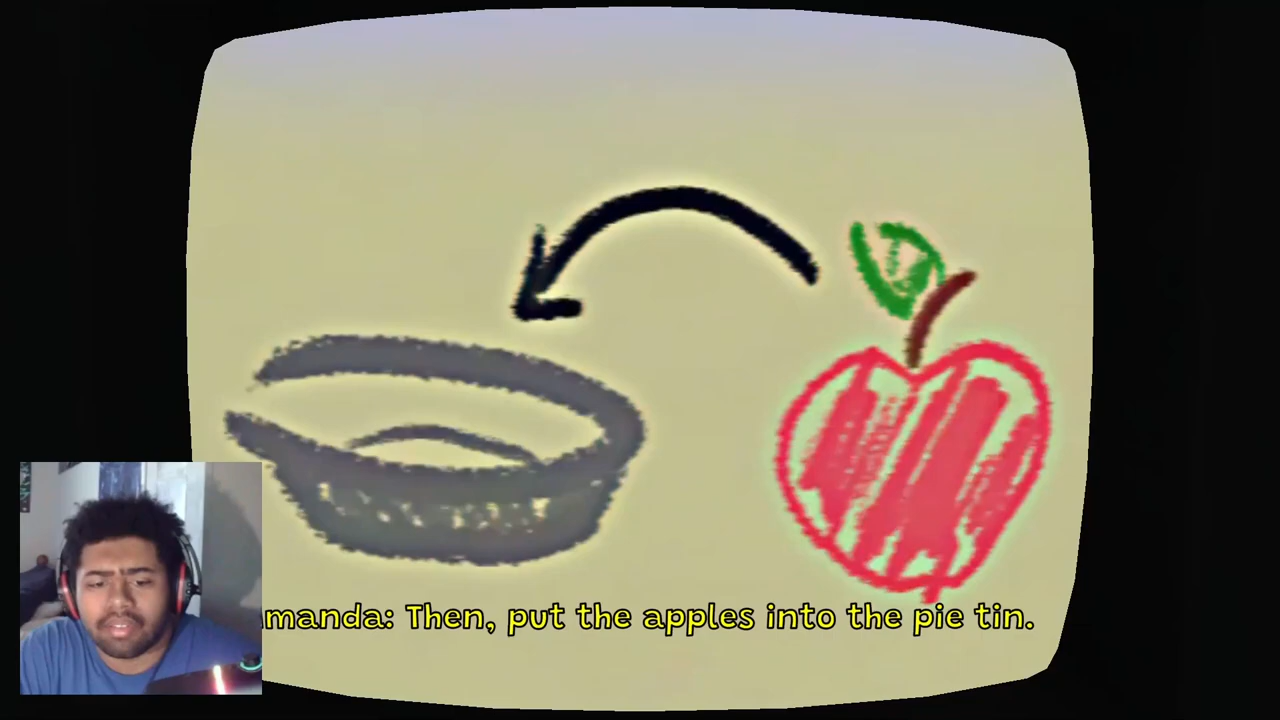 manda: Then, put the apples into the pie tin.